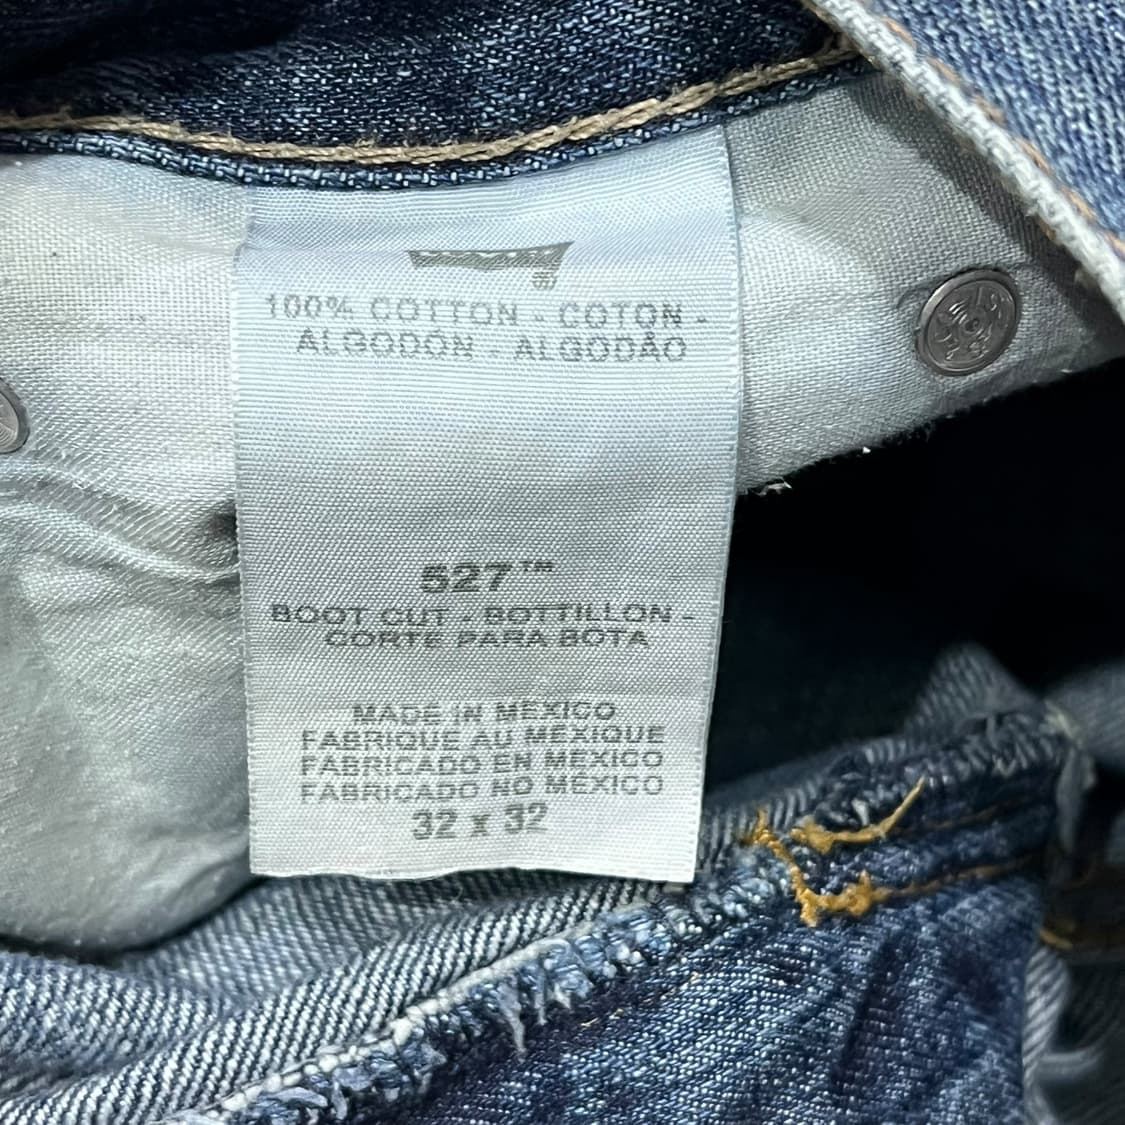 100% COTTON - COTON -
ALGODÓN - ALGODÃO
527™
BOOT CUT - BOTTILLON -
CORTE PARA BOTA
MADE IN MEXICO
FABRIQUE AU MEXIQUE
FABRICADO EN MEXICO
FABRICADO NO MEXICO
32 x 32